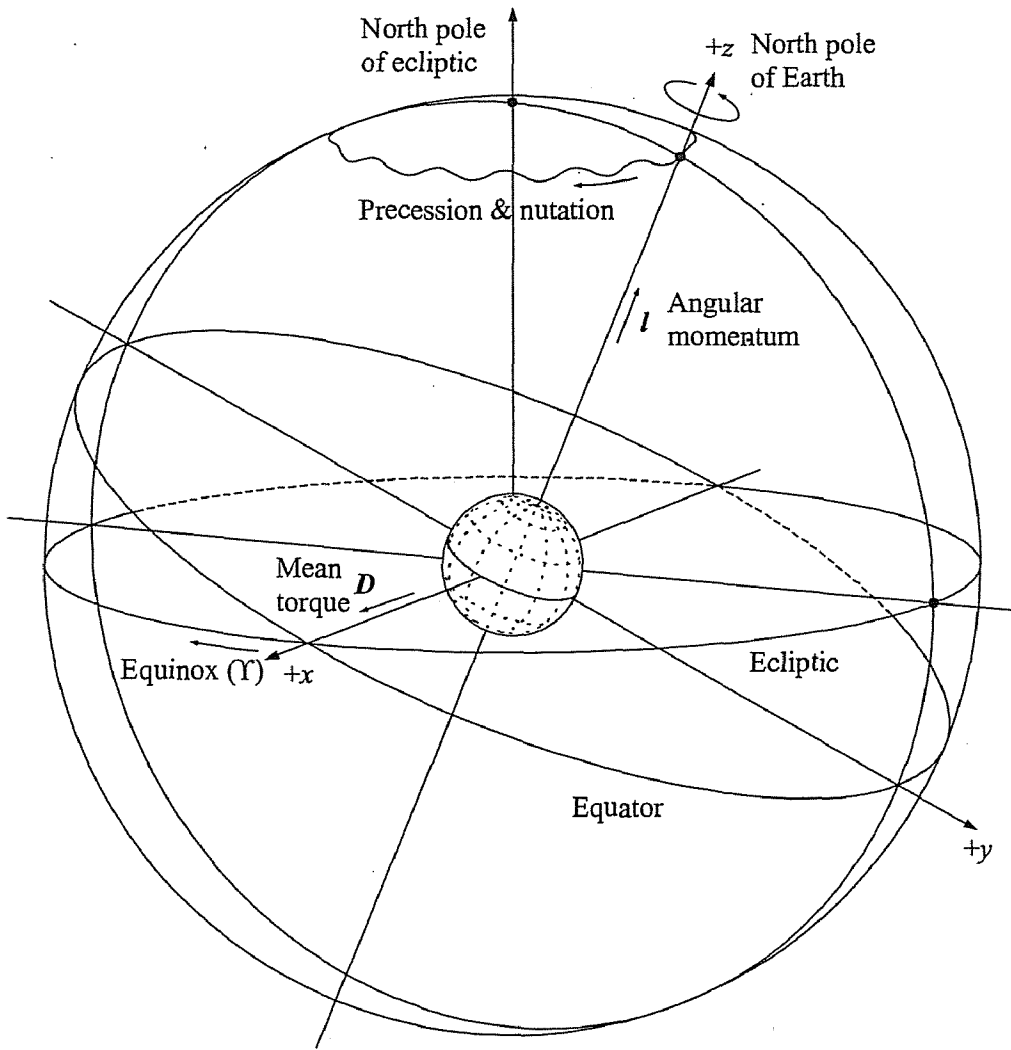 North pole
of ecliptic
+z North pole
of Earth
Precession & nutation
l Angular
momentum
Mean D
torque
Equinox (ϒ) +x
Ecliptic
Equator
+y